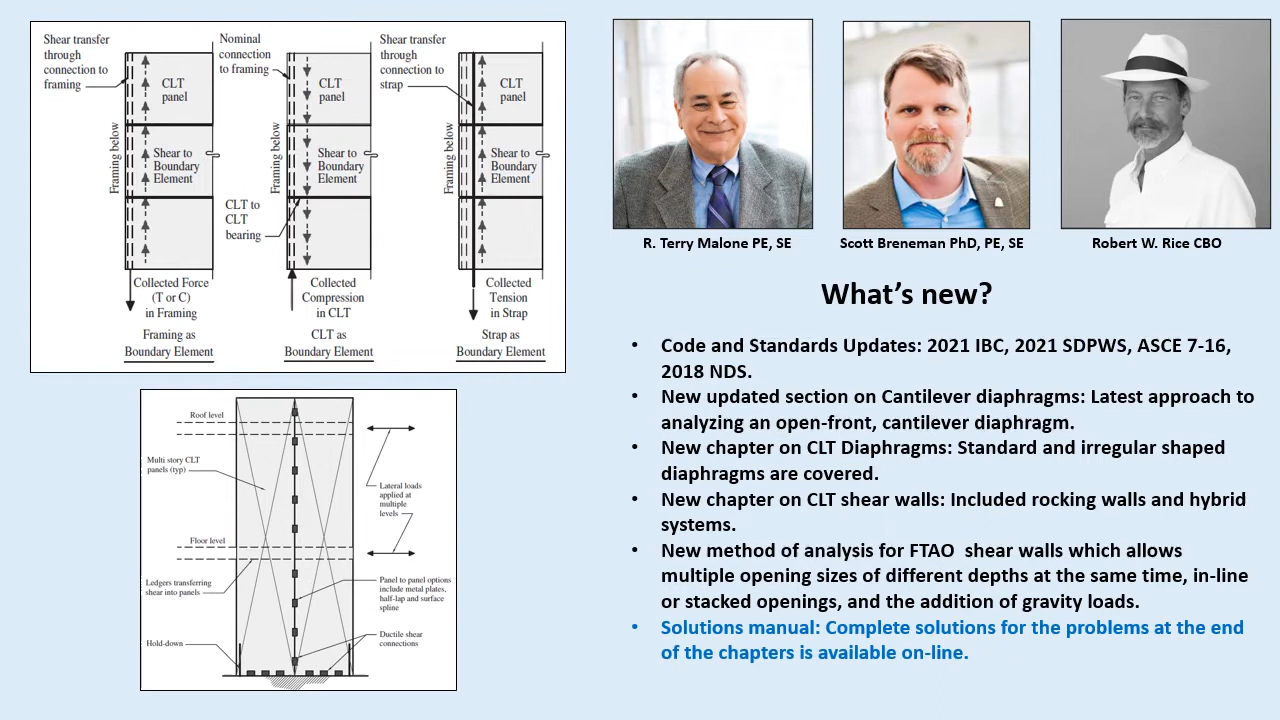 Shear transfer
through
connection to
framing
Framing below
CLT
panel
Shear to
Boundary
Element
Collected Force
(T or C)
in Framing
Framing as
Boundary Element
Nominal
connection
to framing
Framing below
CLT
panel
Shear to
Boundary
Element
CLT to
CLT
bearing
Collected
Compression
in CLT
CLT as
Boundary Element
Shear transfer
through
connection to
strap
Framing below
CLT
panel
Shear to
Boundary
Element
Collected
Tension
in Strap
Strap as
Boundary Element
Roof level
Multi story CLT
panels (typ)
Lateral loads
applied at
multiple
levels
Floor level
Ledgers transferring
shear into panels
Panel to panel options
include metal plates,
half-lap and surface
spline
Hold-down
Ductile shear
connections
R. Terry Malone PE, SE
Scott Breneman PhD, PE, SE
Robert W. Rice CBO
What's new?
• Code and Standards Updates: 2021 IBC, 2021 SDPWS, ASCE 7-16,
2018 NDS.
• New updated section on Cantilever diaphragms: Latest approach to
analyzing an open-front, cantilever diaphragm.
• New chapter on CLT Diaphragms: Standard and irregular shaped
diaphragms are covered.
• New chapter on CLT shear walls: Included rocking walls and hybrid
systems.
• New method of analysis for FTAO  shear walls which allows
multiple opening sizes of different depths at the same time, in-line
or stacked openings, and the addition of gravity loads.
• Solutions manual: Complete solutions for the problems at the end
of the chapters is available on-line.